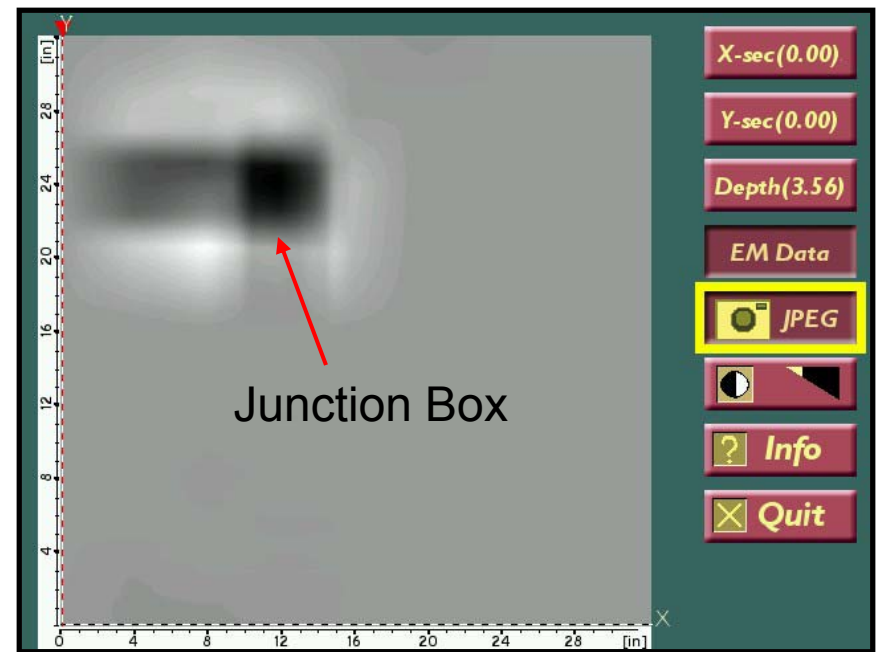 Y
[in]
28
24
20
16
12
8
4
0 4 8 12 16 20 24 28 [in]
X
Junction Box
X-sec(0.00)
Y-sec(0.00)
Depth(3.56)
EM Data
JPEG
? Info
Quit